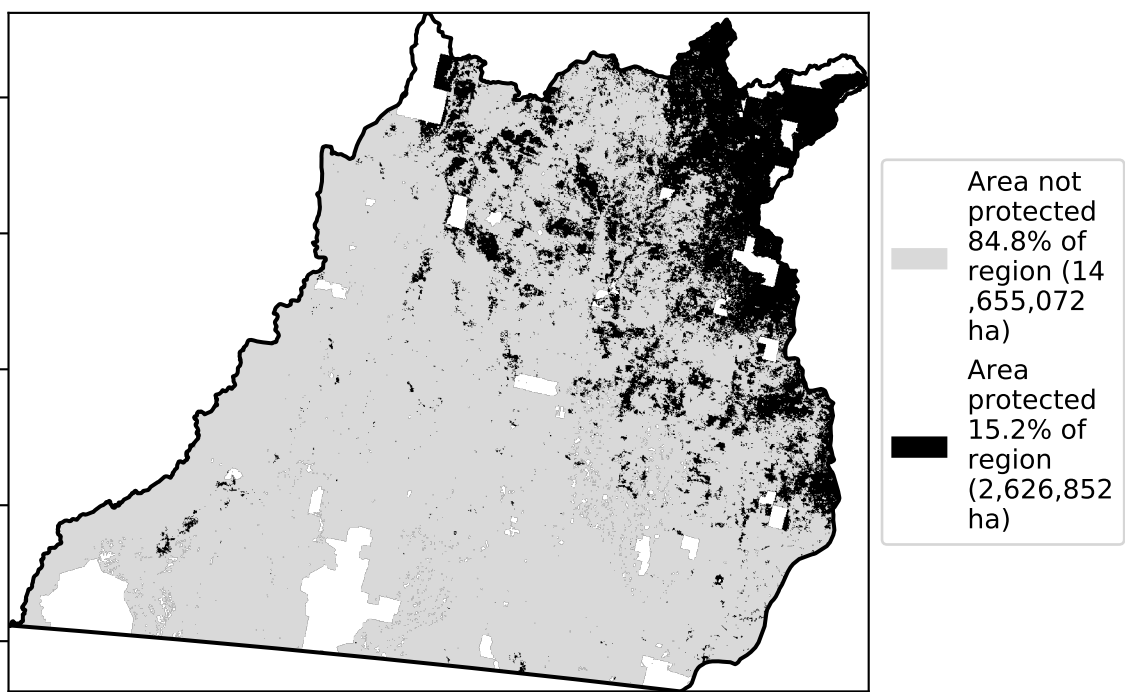 Area not
protected
84.8% of
region (14
,655,072
ha)
Area
protected
15.2% of
region
(2,626,852
ha)